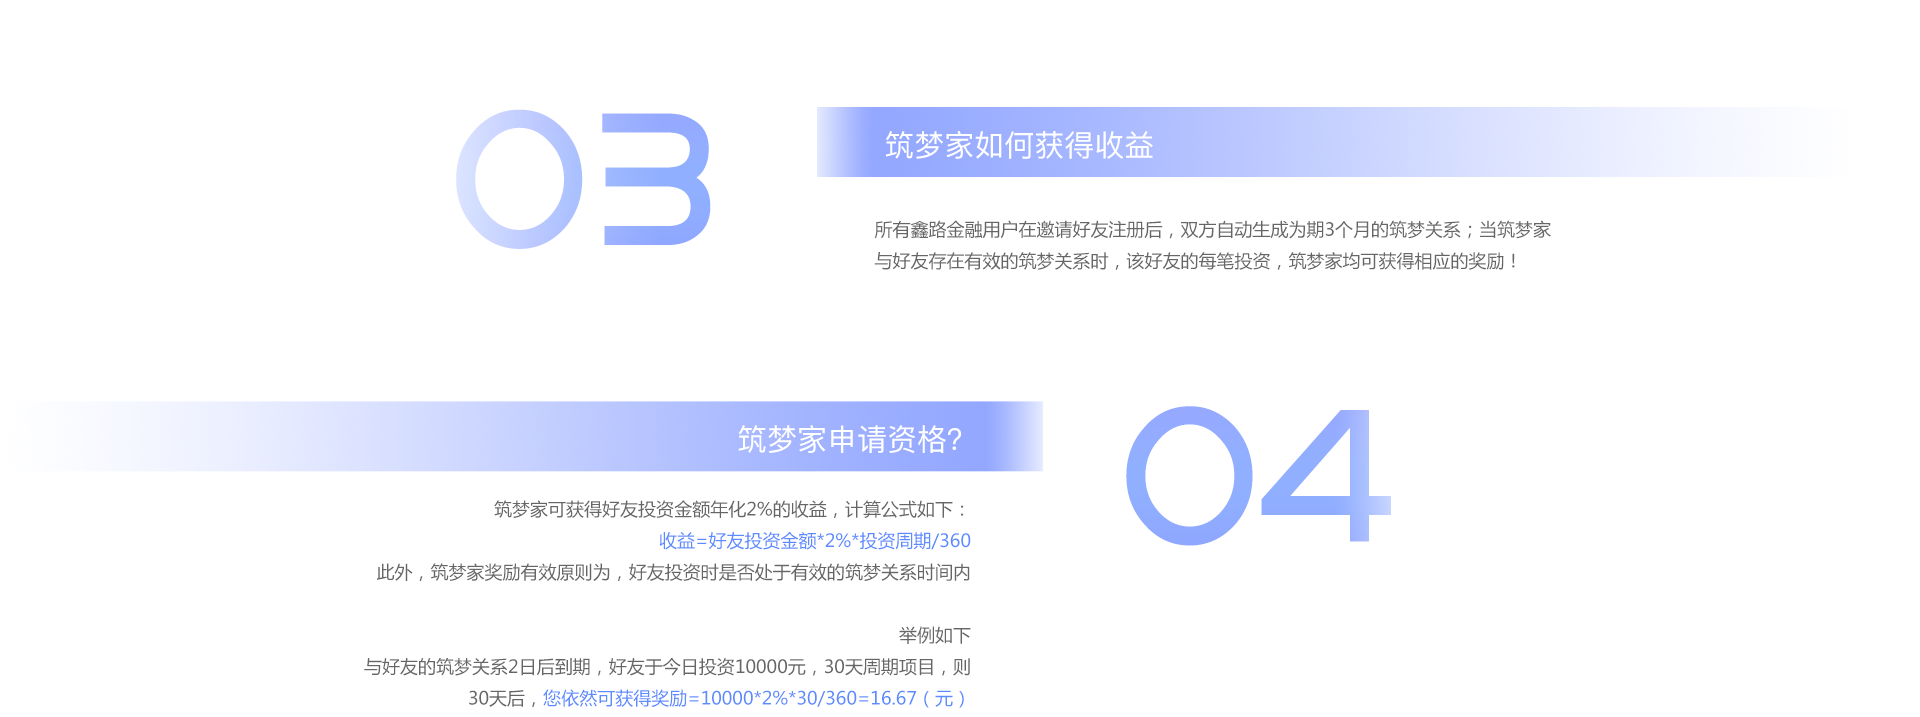 03
筑梦家如何获得收益
所有鑫路金融用户在邀请好友注册后，双方自动生成为期3个月的筑梦关系；当筑梦家
与好友存在有效的筑梦关系时，该好友的每笔投资，筑梦家均可获得相应的奖励！
筑梦家申请资格?
04
筑梦家可获得好友投资金额年化2%的收益，计算公式如下：
收益=好友投资金额*2%*投资周期/360
此外，筑梦家奖励有效原则为，好友投资时是否处于有效的筑梦关系时间内
举例如下
与好友的筑梦关系2日后到期，好友于今日投资10000元，30天周期项目，则
30天后，您依然可获得奖励=10000*2%*30/360=16.67（元）